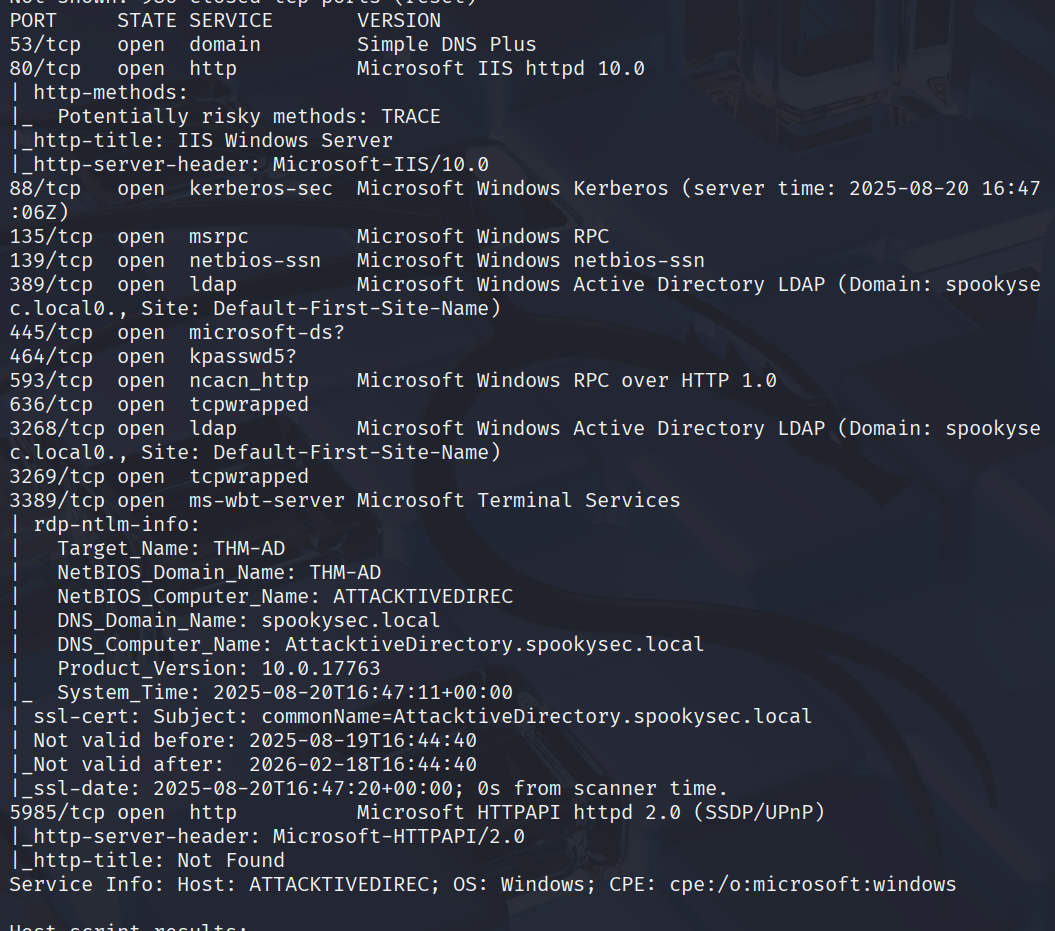 Not shown: 986 closed tcp ports (reset)
PORT     STATE SERVICE       VERSION
53/tcp   open  domain        Simple DNS Plus
80/tcp   open  http          Microsoft IIS httpd 10.0
| http-methods:
|_  Potentially risky methods: TRACE
|_http-title: IIS Windows Server
|_http-server-header: Microsoft-IIS/10.0
88/tcp   open  kerberos-sec  Microsoft Windows Kerberos (server time: 2025-08-20 16:47
:06Z)
135/tcp  open  msrpc         Microsoft Windows RPC
139/tcp  open  netbios-ssn   Microsoft Windows netbios-ssn
389/tcp  open  ldap          Microsoft Windows Active Directory LDAP (Domain: spookyse
c.local0., Site: Default-First-Site-Name)
445/tcp  open  microsoft-ds?
464/tcp  open  kpasswd5?
593/tcp  open  ncacn_http    Microsoft Windows RPC over HTTP 1.0
636/tcp  open  tcpwrapped
3268/tcp open  ldap          Microsoft Windows Active Directory LDAP (Domain: spookyse
c.local0., Site: Default-First-Site-Name)
3269/tcp open  tcpwrapped
3389/tcp open  ms-wbt-server Microsoft Terminal Services
| rdp-ntlm-info:
|   Target_Name: THM-AD
|   NetBIOS_Domain_Name: THM-AD
|   NetBIOS_Computer_Name: ATTACKTIVEDIREC
|   DNS_Domain_Name: spookysec.local
|   DNS_Computer_Name: AttacktiveDirectory.spookysec.local
|   Product_Version: 10.0.17763
|_  System_Time: 2025-08-20T16:47:11+00:00
| ssl-cert: Subject: commonName=AttacktiveDirectory.spookysec.local
| Not valid before: 2025-08-19T16:44:40
|_Not valid after:  2026-02-18T16:44:40
|_ssl-date: 2025-08-20T16:47:20+00:00; 0s from scanner time.
5985/tcp open  http          Microsoft HTTPAPI httpd 2.0 (SSDP/UPnP)
|_http-server-header: Microsoft-HTTPAPI/2.0
|_http-title: Not Found
Service Info: Host: ATTACKTIVEDIREC; OS: Windows; CPE: cpe:/o:microsoft:windows
Host script results: